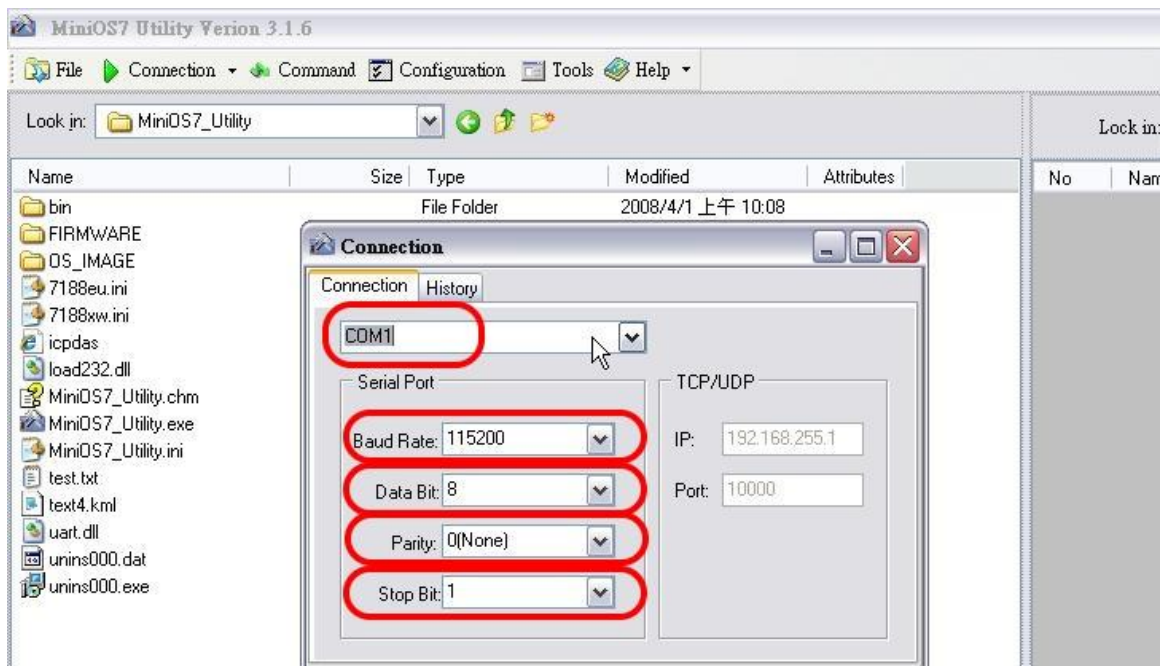 MiniOS7 Utility Verion 3.1.6
File Connection Command Configuration Tools Help
Look in: MiniOS7_Utility
Lock in:
Name Size Type Modified Attributes
No Nam
bin File Folder 2008/4/1 上午 10:08
FIRMWARE
OS_IMAGE
7188eu.ini
7188xw.ini
icpdas
load232.dll
MiniOS7_Utility.chm
MiniOS7_Utility.exe
MiniOS7_Utility.ini
test.txt
text4.kml
uart.dll
unins000.dat
unins000.exe
Connection
Connection History
COM1
Serial Port
Baud Rate: 115200
Data Bit: 8
Parity: 0(None)
Stop Bit: 1
TCP/UDP
IP: 192.168.255.1
Port: 10000